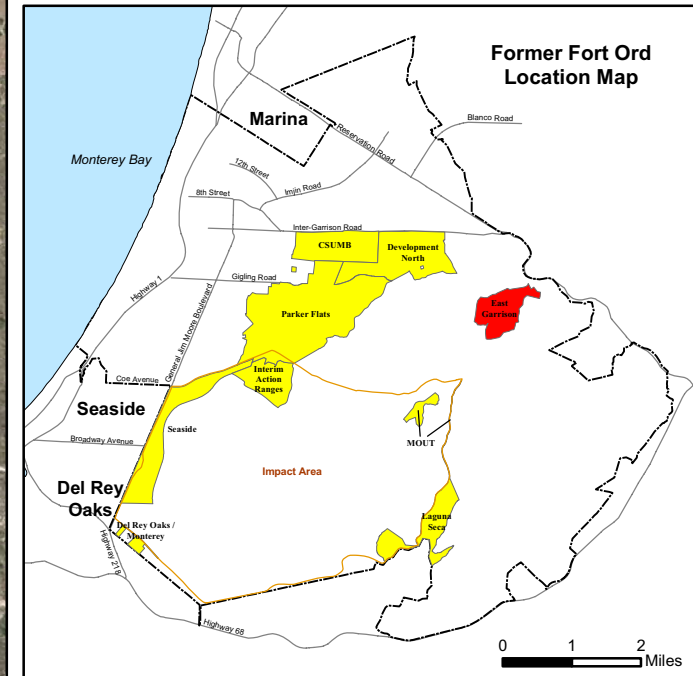 Former Fort Ord
Location Map
Marina
Blanco Road
Reservation Road
Monterey Bay
12th Street
Imjin Road
8th Street
Inter-Garrison Road
CSUMB
Development
North
Gigling Road
Highway 1
General Jim Moore Boulevard
Parker Flats
East
Garrison
Interim
Action
Ranges
Coe Avenue
Seaside
Seaside
Broadway Avenue
MOUT
Impact Area
Del Rey
Oaks
Del Rey Oaks /
Monterey
Laguna
Seca
Highway 218
Highway 68
0 1 2
Miles